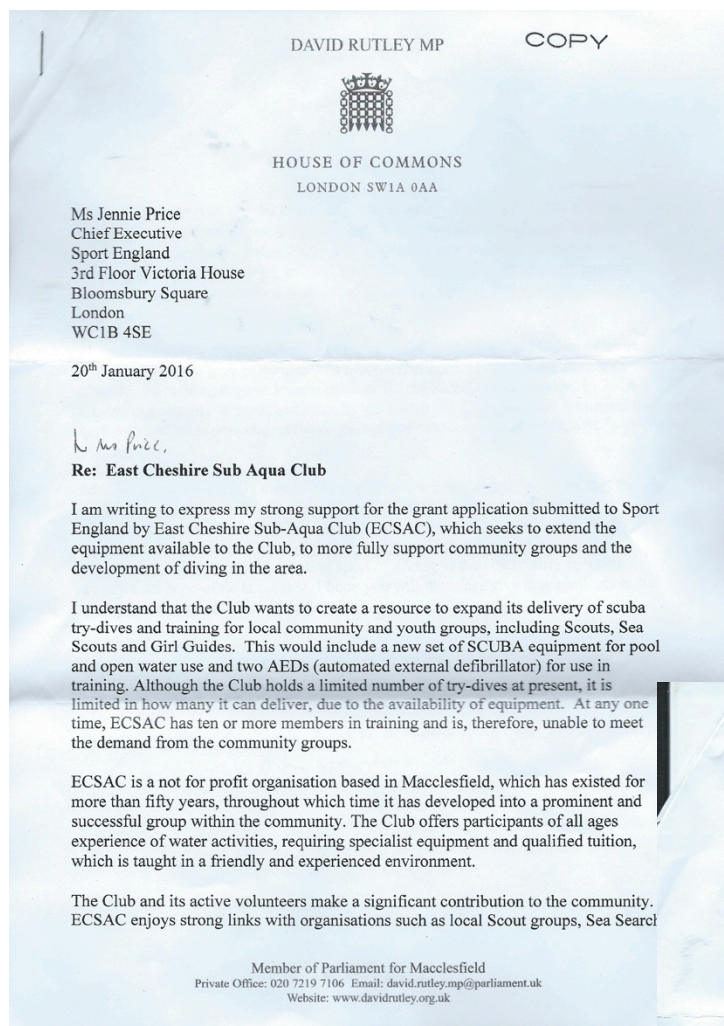 DAVID RUTLEY MP
COPY
HOUSE OF COMMONS
LONDON SW1A 0AA
Ms Jennie Price
Chief Executive
Sport England
3rd Floor Victoria House
Bloomsbury Square
London
WC1B 4SE
20th January 2016
Ms Price,
Re: East Cheshire Sub Aqua Club
I am writing to express my strong support for the grant application submitted to Sport
England by East Cheshire Sub-Aqua Club (ECSAC), which seeks to extend the
equipment available to the Club, to more fully support community groups and the
development of diving in the area.
I understand that the Club wants to create a resource to expand its delivery of scuba
try-dives and training for local community and youth groups, including Scouts, Sea
Scouts and Girl Guides. This would include a new set of SCUBA equipment for pool
and open water use and two AEDs (automated external defibrillator) for use in
training. Although the Club holds a limited number of try-dives at present, it is
limited in how many it can deliver, due to the availability of equipment. At any one
time, ECSAC has ten or more members in training and is, therefore, unable to meet
the demand from the community groups.
ECSAC is a not for profit organisation based in Macclesfield, which has existed for
more than fifty years, throughout which time it has developed into a prominent and
successful group within the community. The Club offers participants of all ages
experience of water activities, requiring specialist equipment and qualified tuition,
which is taught in a friendly and experienced environment.
The Club and its active volunteers make a significant contribution to the community.
ECSAC enjoys strong links with organisations such as local Scout groups, Sea Search
Member of Parliament for Macclesfield
Private Office: 020 7219 7106 Email: david.rutley.mp@parliament.uk
Website: www.davidrutley.org.uk